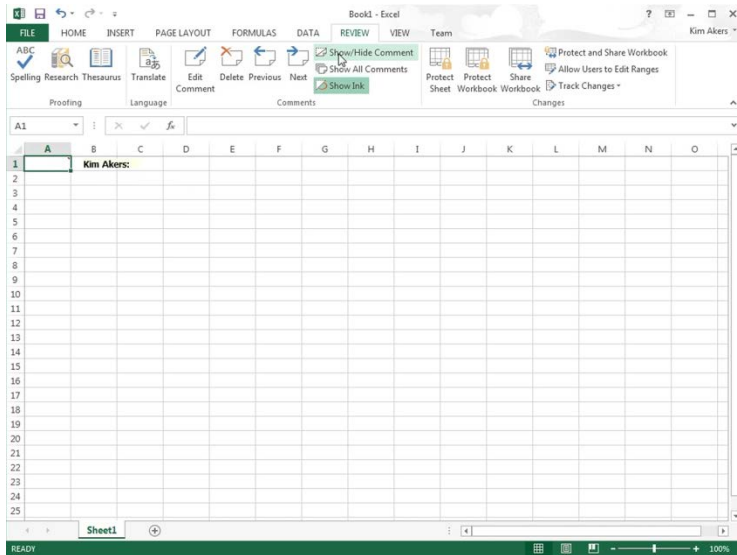 Book1 - Excel
?
FILE HOME INSERT PAGE LAYOUT FORMULAS DATA REVIEW VIEW Team Kim Akers
ABC
Spelling Research Thesaurus
Translate
Edit Comment
Delete Previous Next
Show/Hide Comment
Show All Comments
Show Ink
Protect Sheet
Protect Workbook
Share Workbook
Protect and Share Workbook
Allow Users to Edit Ranges
Track Changes
Proofing Language Comments Changes
A1 fx
A B C D E F G H I J K L M N O
1 Kim Akers:
2
3
4
5
6
7
8
9
10
11
12
13
14
15
16
17
18
19
20
21
22
23
24
25
Sheet1
READY 100%